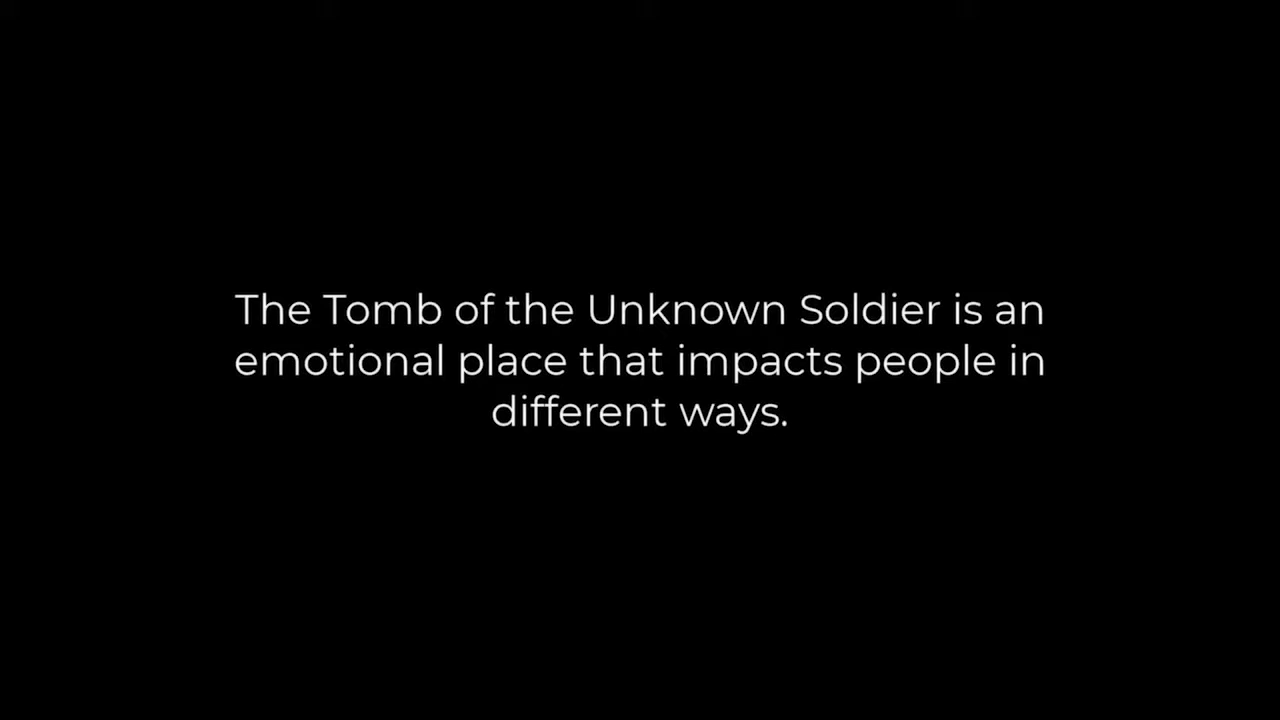 The Tomb of the Unknown Soldier is an
emotional place that impacts people in
different ways.